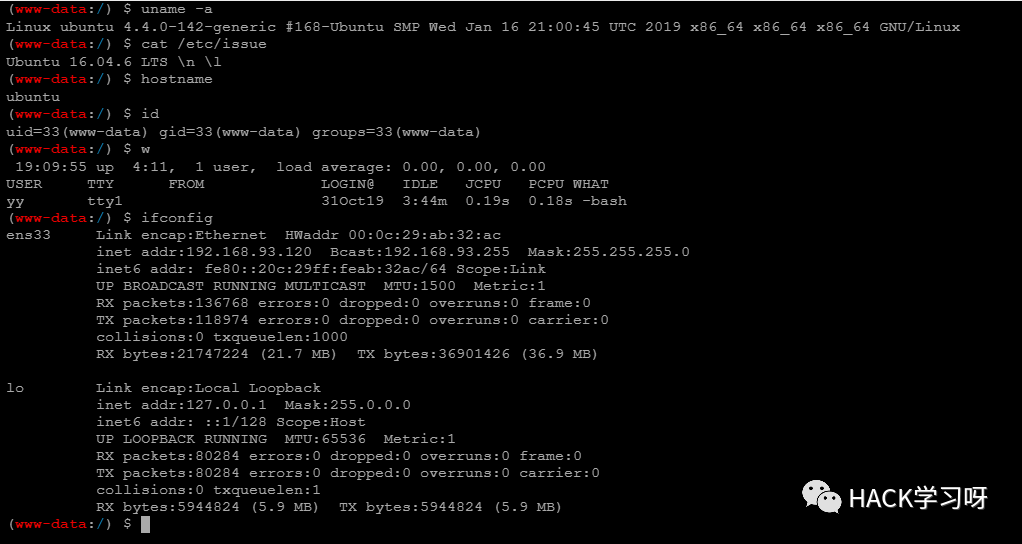 (www-data:/) $ uname -a
Linux ubuntu 4.4.0-142-generic #168-Ubuntu SMP Wed Jan 16 21:00:45 UTC 2019 x86_64 x86_64 x86_64 GNU/Linux
(www-data:/) $ cat /etc/issue
Ubuntu 16.04.6 LTS \n \l
(www-data:/) $ hostname
ubuntu
(www-data:/) $ id
uid=33(www-data) gid=33(www-data) groups=33(www-data)
(www-data:/) $ w
 19:09:55 up  4:11,  1 user,  load average: 0.00, 0.00, 0.00
USER     TTY      FROM             LOGIN@   IDLE   JCPU   PCPU WHAT
yy       tty1                      31Oct19  3:44m  0.19s  0.18s -bash
(www-data:/) $ ifconfig
ens33     Link encap:Ethernet  HWaddr 00:0c:29:ab:32:ac
          inet addr:192.168.93.120  Bcast:192.168.93.255  Mask:255.255.255.0
          inet6 addr: fe80::20c:29ff:feab:32ac/64 Scope:Link
          UP BROADCAST RUNNING MULTICAST  MTU:1500  Metric:1
          RX packets:136768 errors:0 dropped:0 overruns:0 frame:0
          TX packets:118974 errors:0 dropped:0 overruns:0 carrier:0
          collisions:0 txqueuelen:1000
          RX bytes:21747224 (21.7 MB)  TX bytes:36901426 (36.9 MB)
lo        Link encap:Local Loopback
          inet addr:127.0.0.1  Mask:255.0.0.0
          inet6 addr: ::1/128 Scope:Host
          UP LOOPBACK RUNNING  MTU:65536  Metric:1
          RX packets:80284 errors:0 dropped:0 overruns:0 frame:0
          TX packets:80284 errors:0 dropped:0 overruns:0 carrier:0
          collisions:0 txqueuelen:1
          RX bytes:5944824 (5.9 MB)  TX bytes:5944824 (5.9 MB)
(www-data:/) $
HACK学习呀